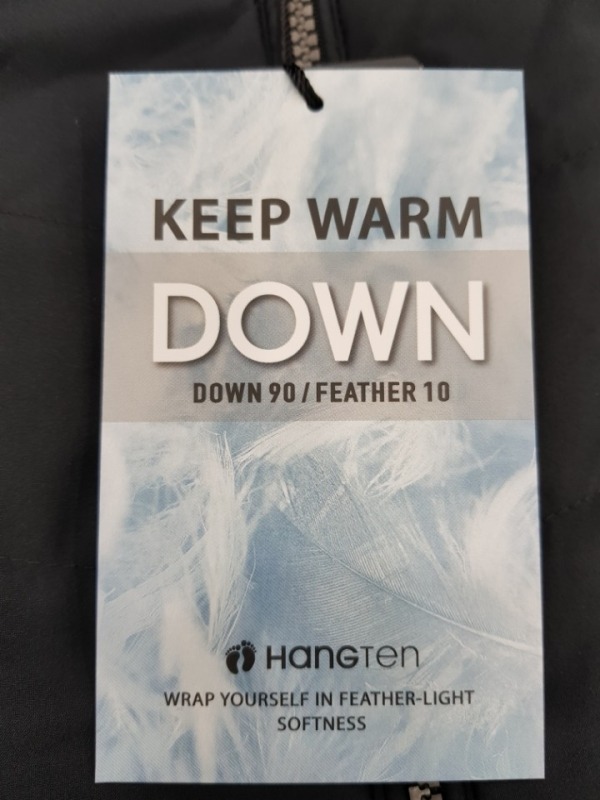 KEEP WARM
DOWN
DOWN 90 / FEATHER 10
HANGTEN
WRAP YOURSELF IN FEATHER-LIGHT
SOFTNESS